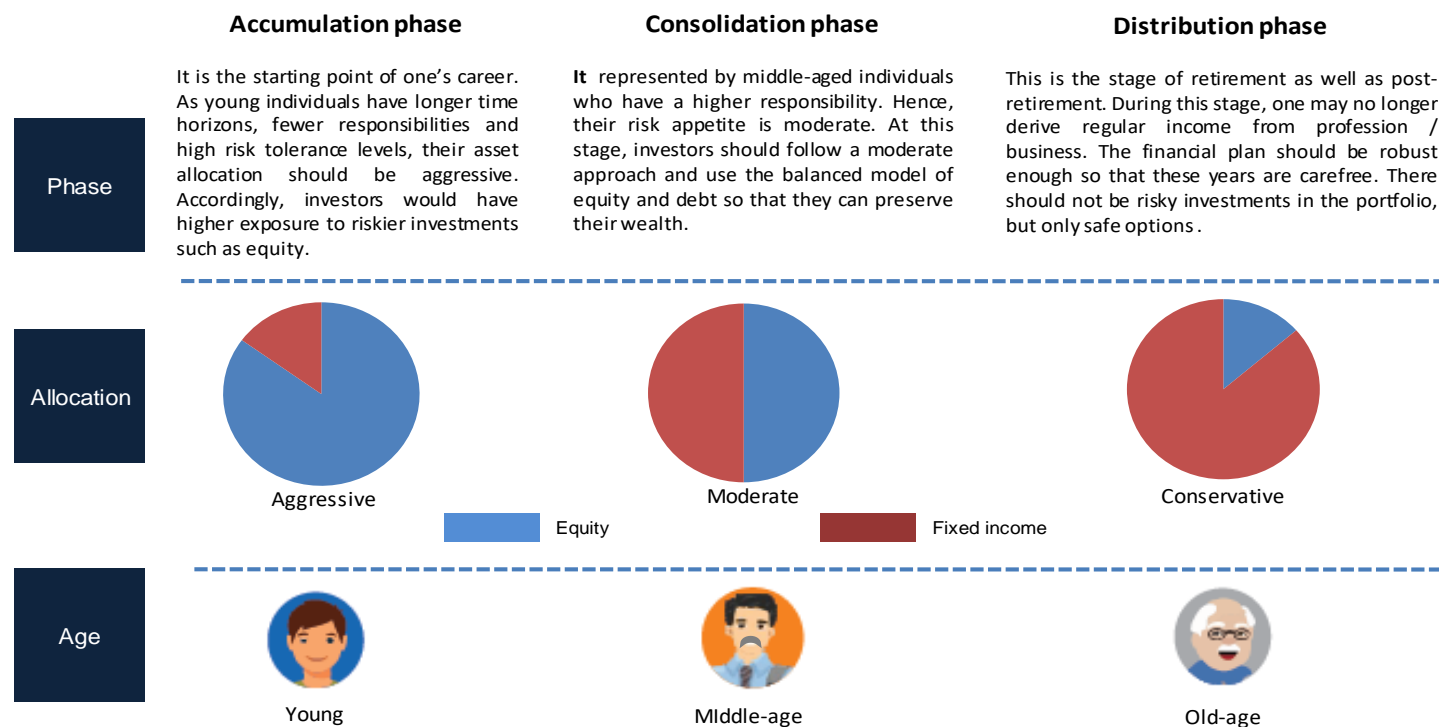 Accumulation phase
Consolidation phase
Distribution phase
Phase
It is the starting point of one’s career.
As young individuals have longer time
horizons, fewer responsibilities and
high risk tolerance levels, their asset
allocation should be aggressive.
Accordingly, investors would have
higher exposure to riskier investments
such as equity.
It represented by middle-aged individuals
who have a higher responsibility. Hence,
their risk appetite is moderate. At this
stage, investors should follow a moderate
approach and use the balanced model of
equity and debt so that they can preserve
their wealth.
This is the stage of retirement as well as post-
retirement. During this stage, one may no longer
derive regular income from profession /
business. The financial plan should be robust
enough so that these years are carefree. There
should not be risky investments in the portfolio,
but only safe options .
Allocation
Aggressive
Moderate
Conservative
Equity
Fixed income
Age
Young
MIddle-age
Old-age